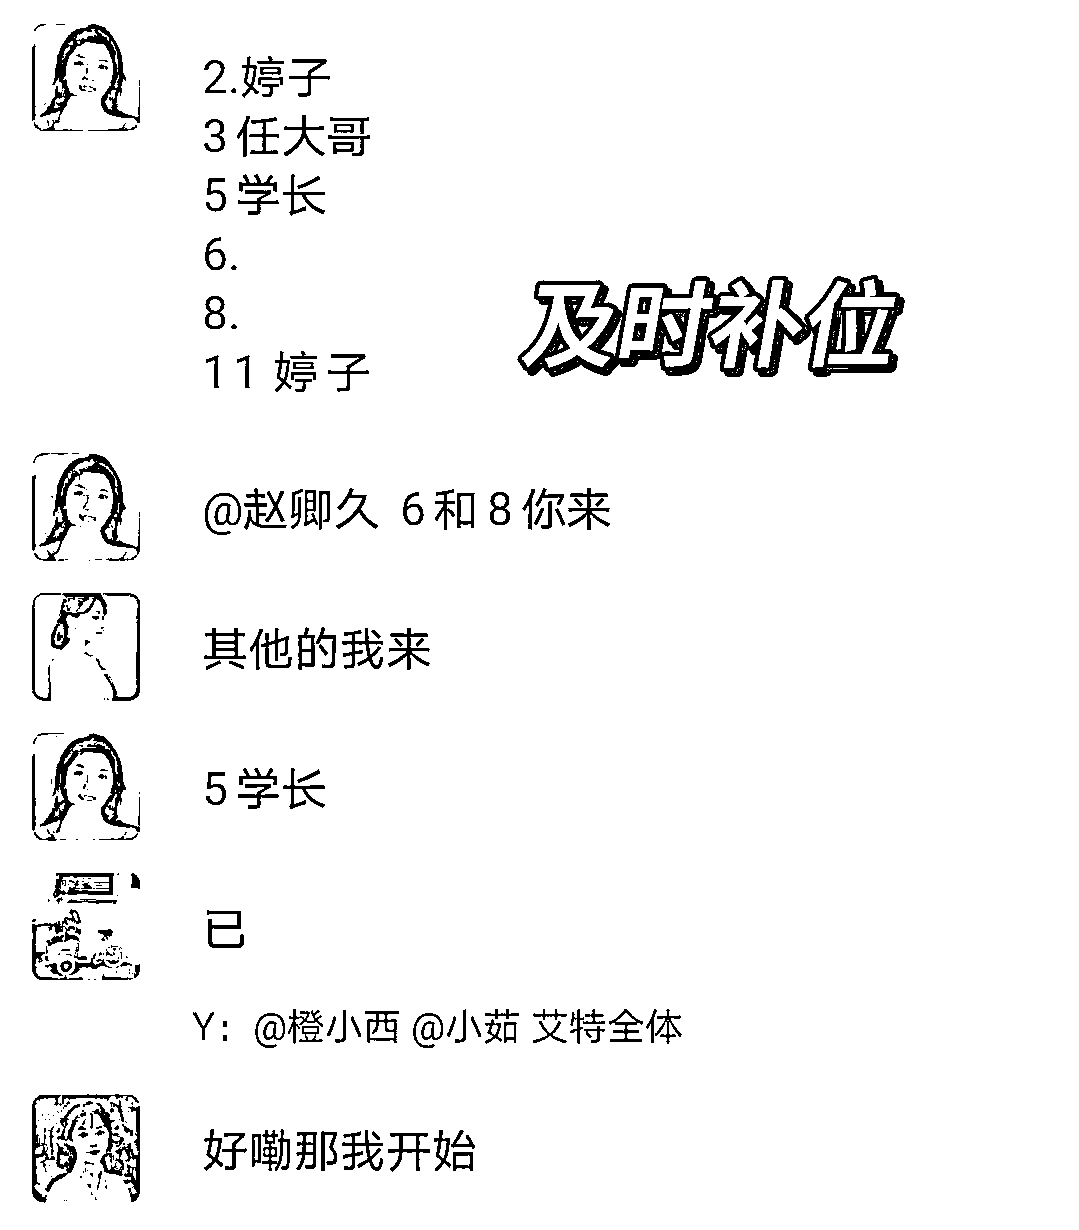 2.婷子
3任大哥
5学长
6.
8.
及时补位
11 婷子
@赵卿久 6和8你来
其他的我来
5学长
已
Y：@橙小西 @小茹 艾特全体
好嘞那我开始